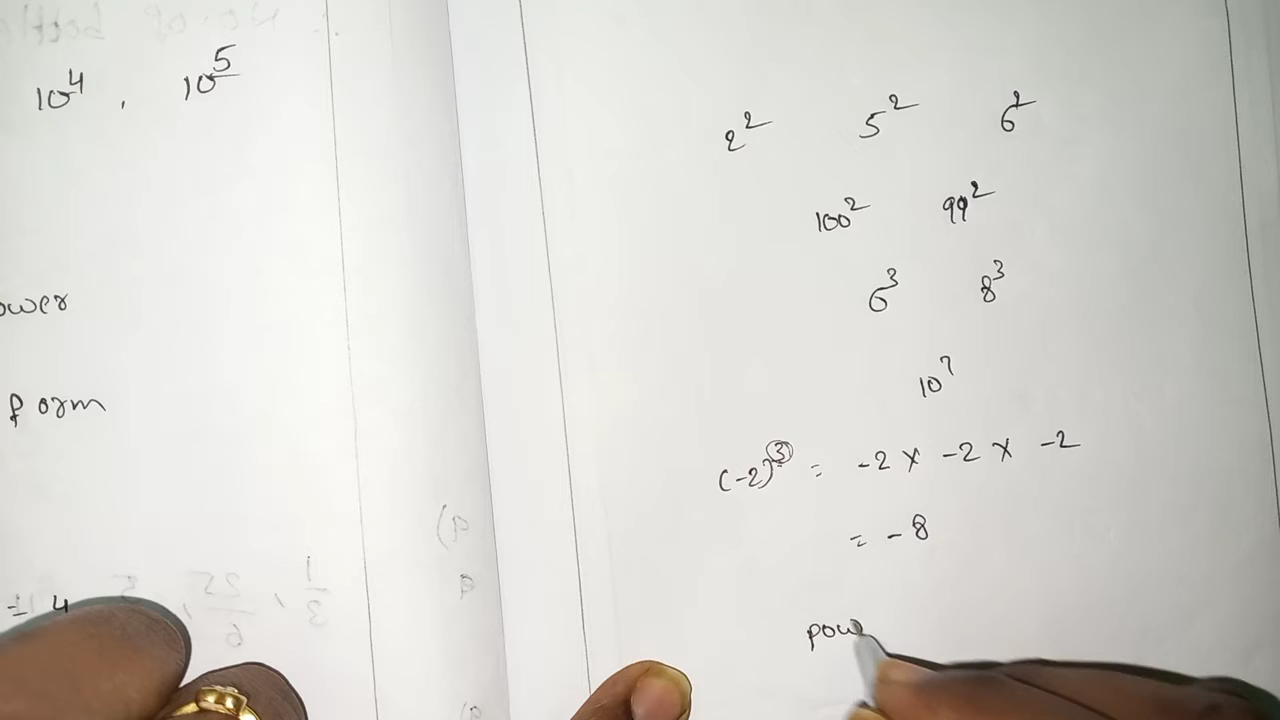 10⁴ , 10⁵
ower
form
4
2² 5² 6²
100² 99²
6³ 8³
10⁷
(-2)³ = -2 × -2 × -2
= -8
pow